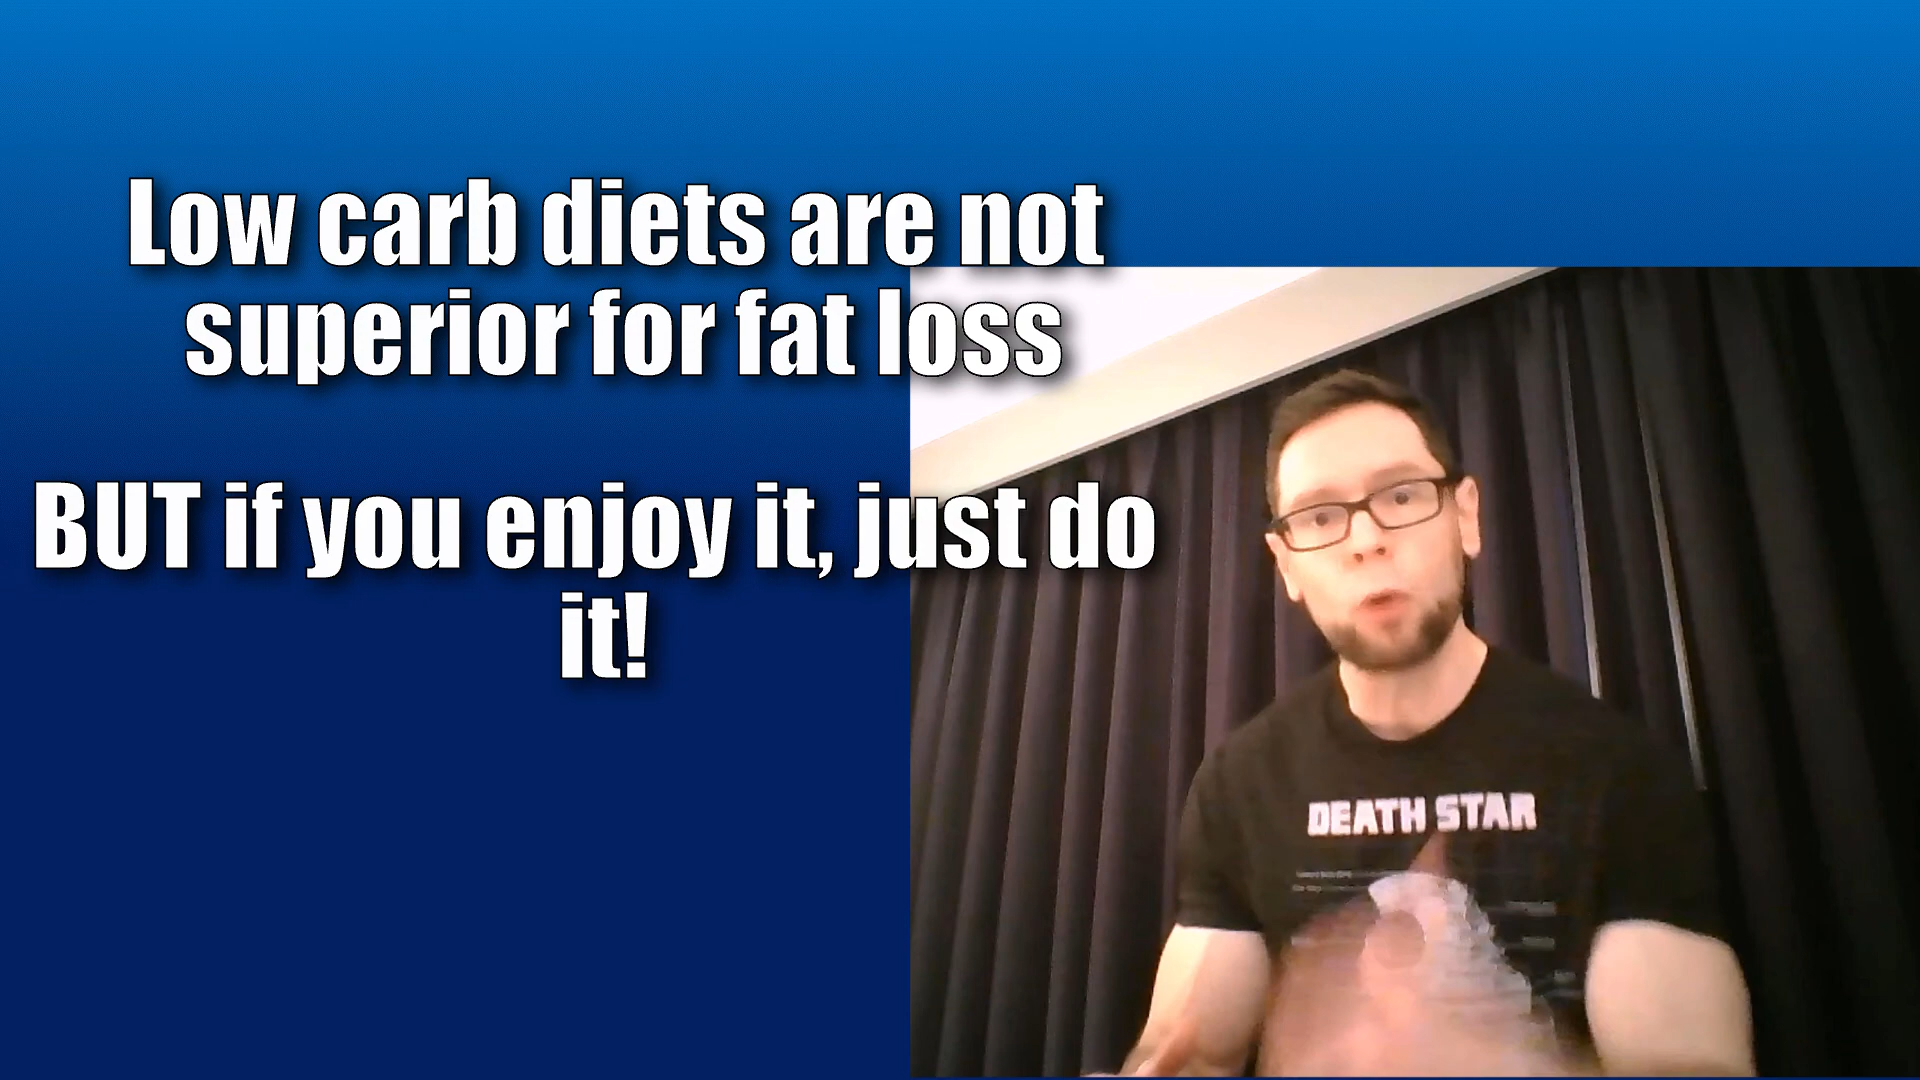 Low carb diets are not
superior for fat loss
BUT if you enjoy it, just do
it!
DEATH STAR